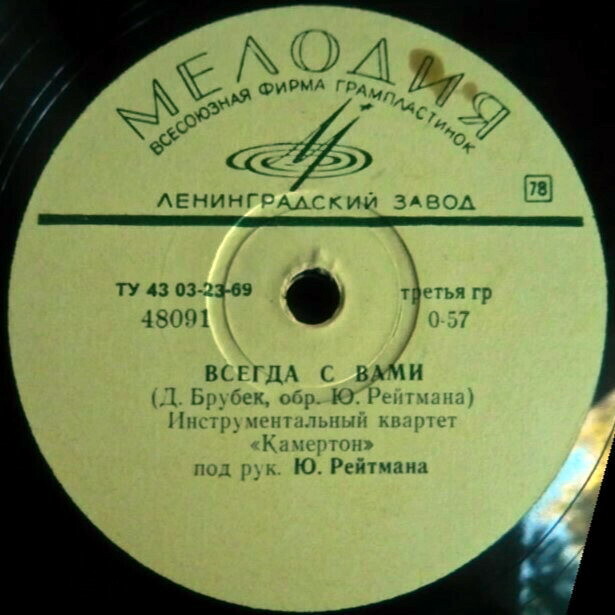 МЕЛОДИЯ
ВСЕСОЮЗНАЯ ФИРМА ГРАМПЛАСТИНОК
ЛЕНИНГРАДСКИЙ ЗАВОД
78
ТУ 43 03-23-69 третья гр
48091 0-57
ВСЕГДА С ВАМИ
(Д. Брубек, обр. Ю. Рейтмана)
Инструментальный квартет
«Камертон»
под рук. Ю. Рейтмана